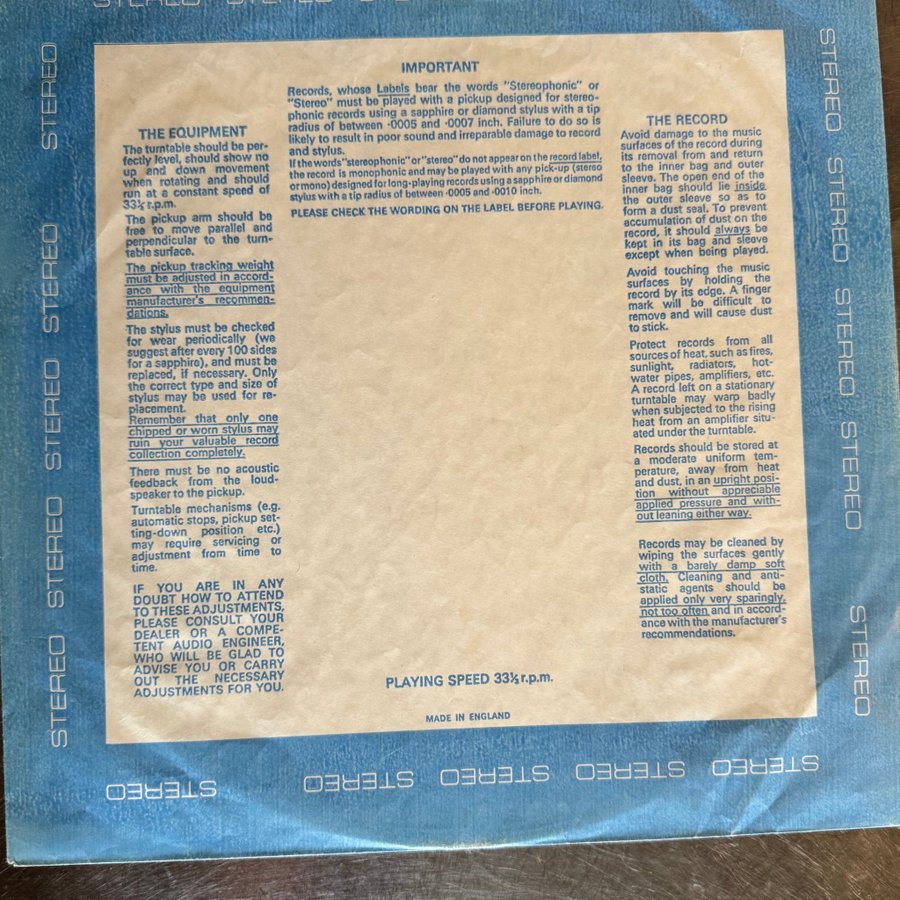 STEREO STEREO STEREO
IMPORTANT
Records, whose Labels bear the words "Stereophonic" or
"Stereo" must be played with a pickup designed for stereo-
phonic records using a sapphire or diamond stylus with a tip
radius of between ·0005 and ·0007 inch. Failure to do so is
likely to result in poor sound and irreparable damage to record
and stylus.
If the words "stereophonic" or "stereo" do not appear on the record label,
the record is monophonic and may be played with any pick-up (stereo
or mono) designed for long-playing records using a sapphire or diamond
stylus with a tip radius of between ·0005 and ·0010 inch.
PLEASE CHECK THE WORDING ON THE LABEL BEFORE PLAYING.
THE EQUIPMENT
The turntable should be per-
fectly level, should show no
up and down movement
when rotating and should
run at a constant speed of
33⅓ r.p.m.
The pickup arm should be
free to move parallel and
perpendicular to the turn-
table surface.
The pickup tracking weight
must be adjusted in accord-
ance with the equipment
manufacturer's recommen-
dations.
The stylus must be checked
for wear periodically (we
suggest after every 100 sides
for a sapphire), and must be
replaced, if necessary. Only
the correct type and size of
stylus may be used for re-
placement.
Remember that only one
chipped or worn stylus may
ruin your valuable record
collection completely.
There must be no acoustic
feedback from the loud-
speaker to the pickup.
Turntable mechanisms (e.g.
automatic stops, pickup set-
ting-down position etc.)
may require servicing or
adjustment from time to
time.
IF YOU ARE IN ANY
DOUBT HOW TO ATTEND
TO THESE ADJUSTMENTS,
PLEASE CONSULT YOUR
DEALER OR A COMPE-
TENT AUDIO ENGINEER,
WHO WILL BE GLAD TO
ADVISE YOU OR CARRY
OUT THE NECESSARY
ADJUSTMENTS FOR YOU.
THE RECORD
Avoid damage to the music
surfaces of the record during
its removal from and return
to the inner bag and outer
sleeve. The open end of the
inner bag should lie inside
the outer sleeve so as to
form a dust seal. To prevent
accumulation of dust on the
record, it should always be
kept in its bag and sleeve
except when being played.
Avoid touching the music
surfaces by holding the
record by its edge. A finger
mark will be difficult to
remove and will cause dust
to stick.
Protect records from all
sources of heat, such as fires,
sunlight, radiators, hot-
water pipes, amplifiers, etc.
A record left on a stationary
turntable may warp badly
when subjected to the rising
heat from an amplifier situ-
ated under the turntable.
Records should be stored at
a moderate uniform tem-
perature, away from heat
and dust, in an upright posi-
tion without appreciable
applied pressure and with-
out leaning either way.
Records may be cleaned by
wiping the surfaces gently
with a barely damp soft
cloth. Cleaning and anti-
static agents should be
applied only very sparingly,
not too often and in accord-
ance with the manufacturer's
recommendations.
PLAYING SPEED 33⅓ r.p.m.
MADE IN ENGLAND
STEREO STEREO STEREO STEREO STEREO
STEREO STEREO STEREO STEREO STEREO
STEREO STEREO STEREO STEREO STEREO